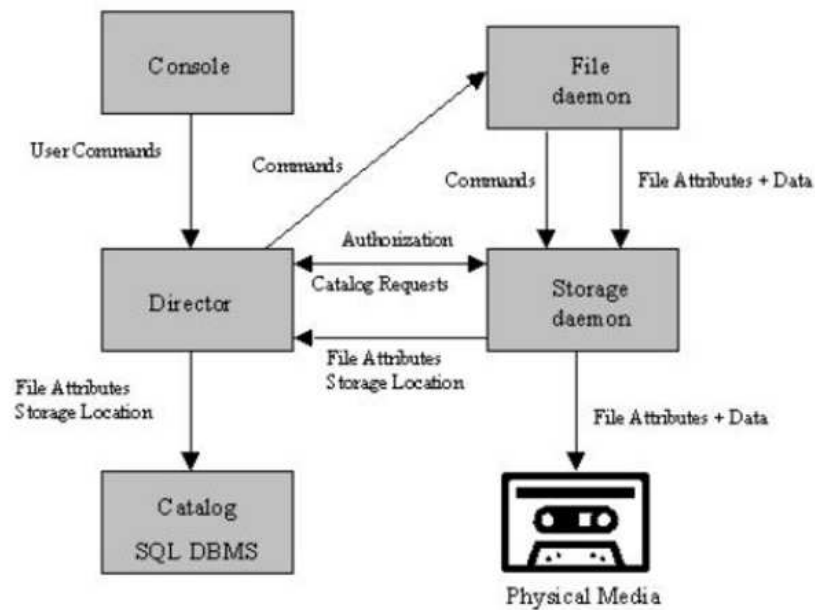 Console
File
daemon
User Commands
Commands
Commands
File Attributes + Data
Authorization
Director
Catalog Requests
Storage
daemon
File Attributes
Storage Location
File Attributes
Storage Location
File Attributes + Data
Catalog
SQL DBMS
Physical Media